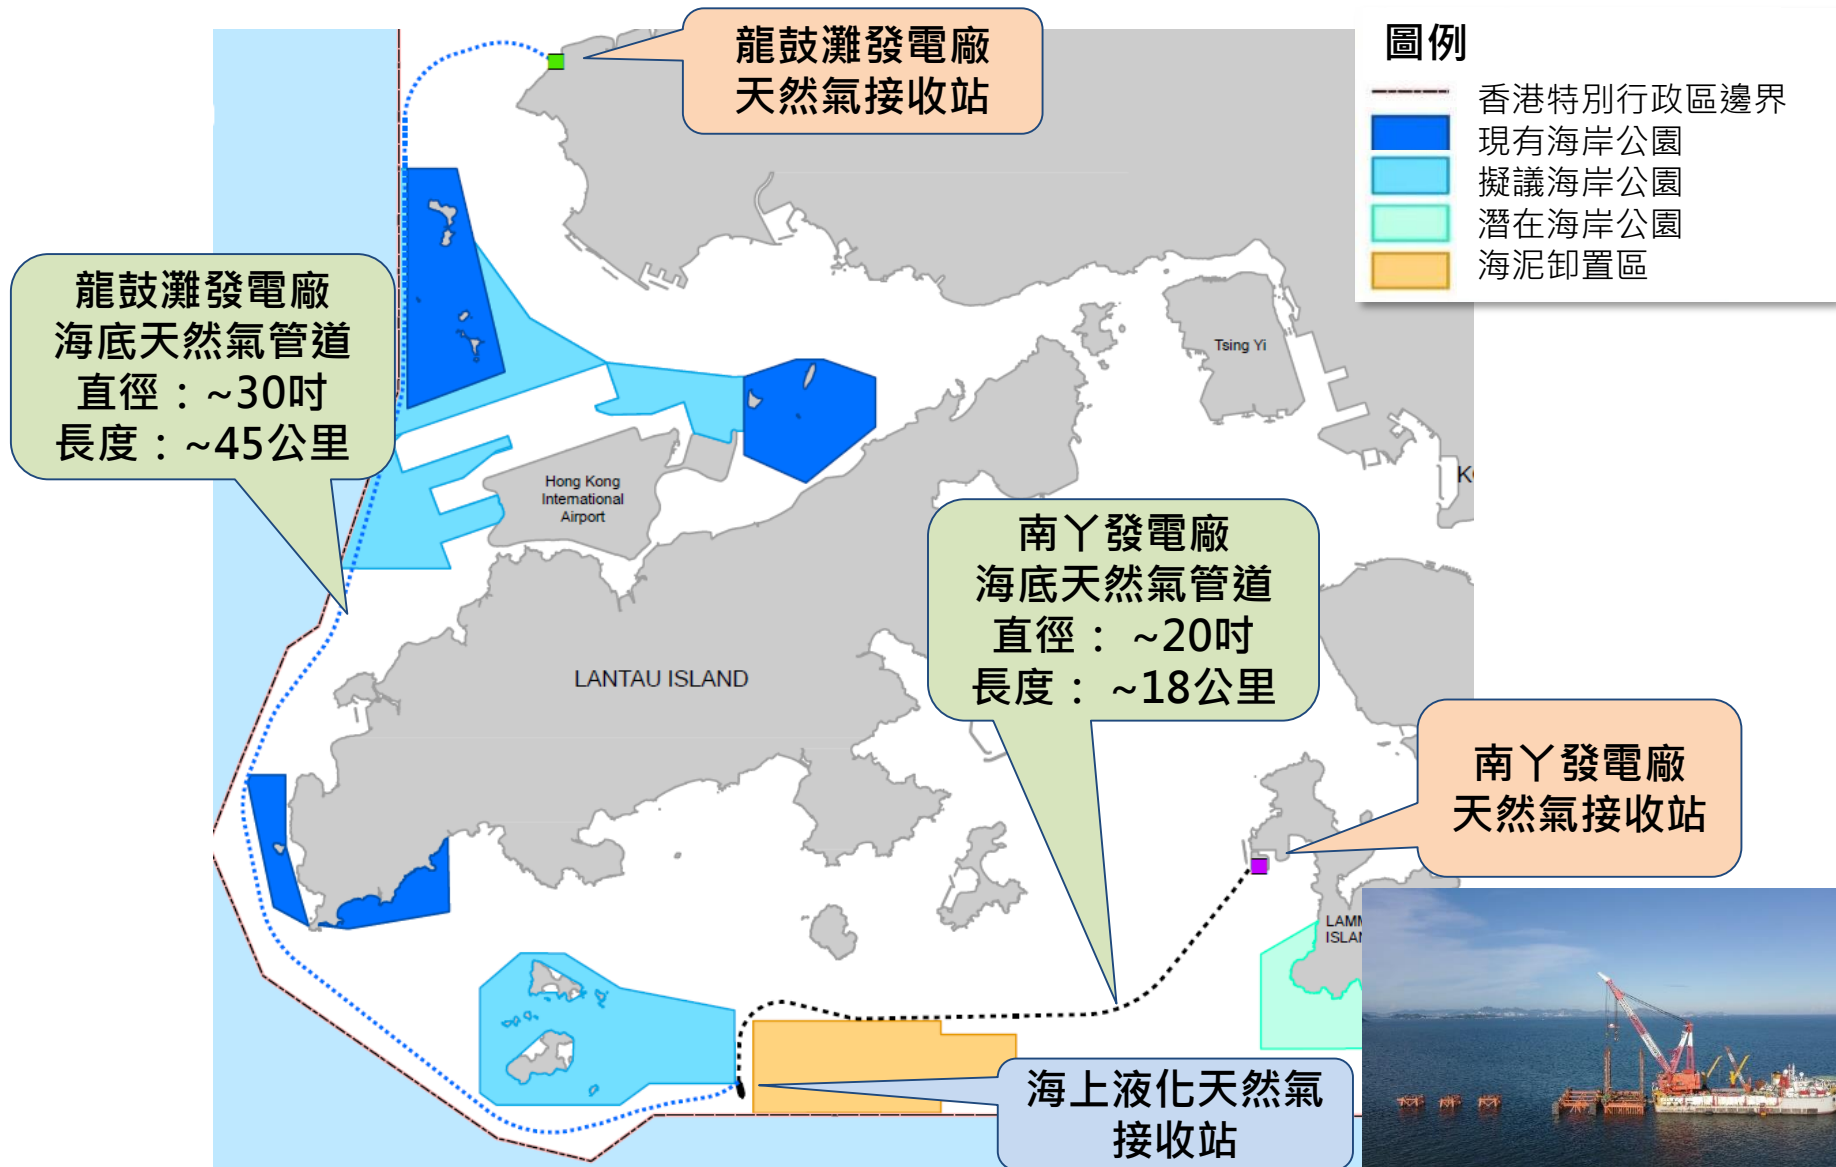 龍鼓灘發電廠
天然氣接收站
圖例
香港特別行政區邊界
現有海岸公園
擬議海岸公園
潛在海岸公園
海泥卸置區
龍鼓灘發電廠
海底天然氣管道
直徑：~30吋
長度：~45公里
Tsing Yi
Hong Kong
International
Airport
南丫發電廠
海底天然氣管道
直徑： ~20吋
長度： ~18公里
LANTAU ISLAND
南丫發電廠
天然氣接收站
海上液化天然氣
接收站